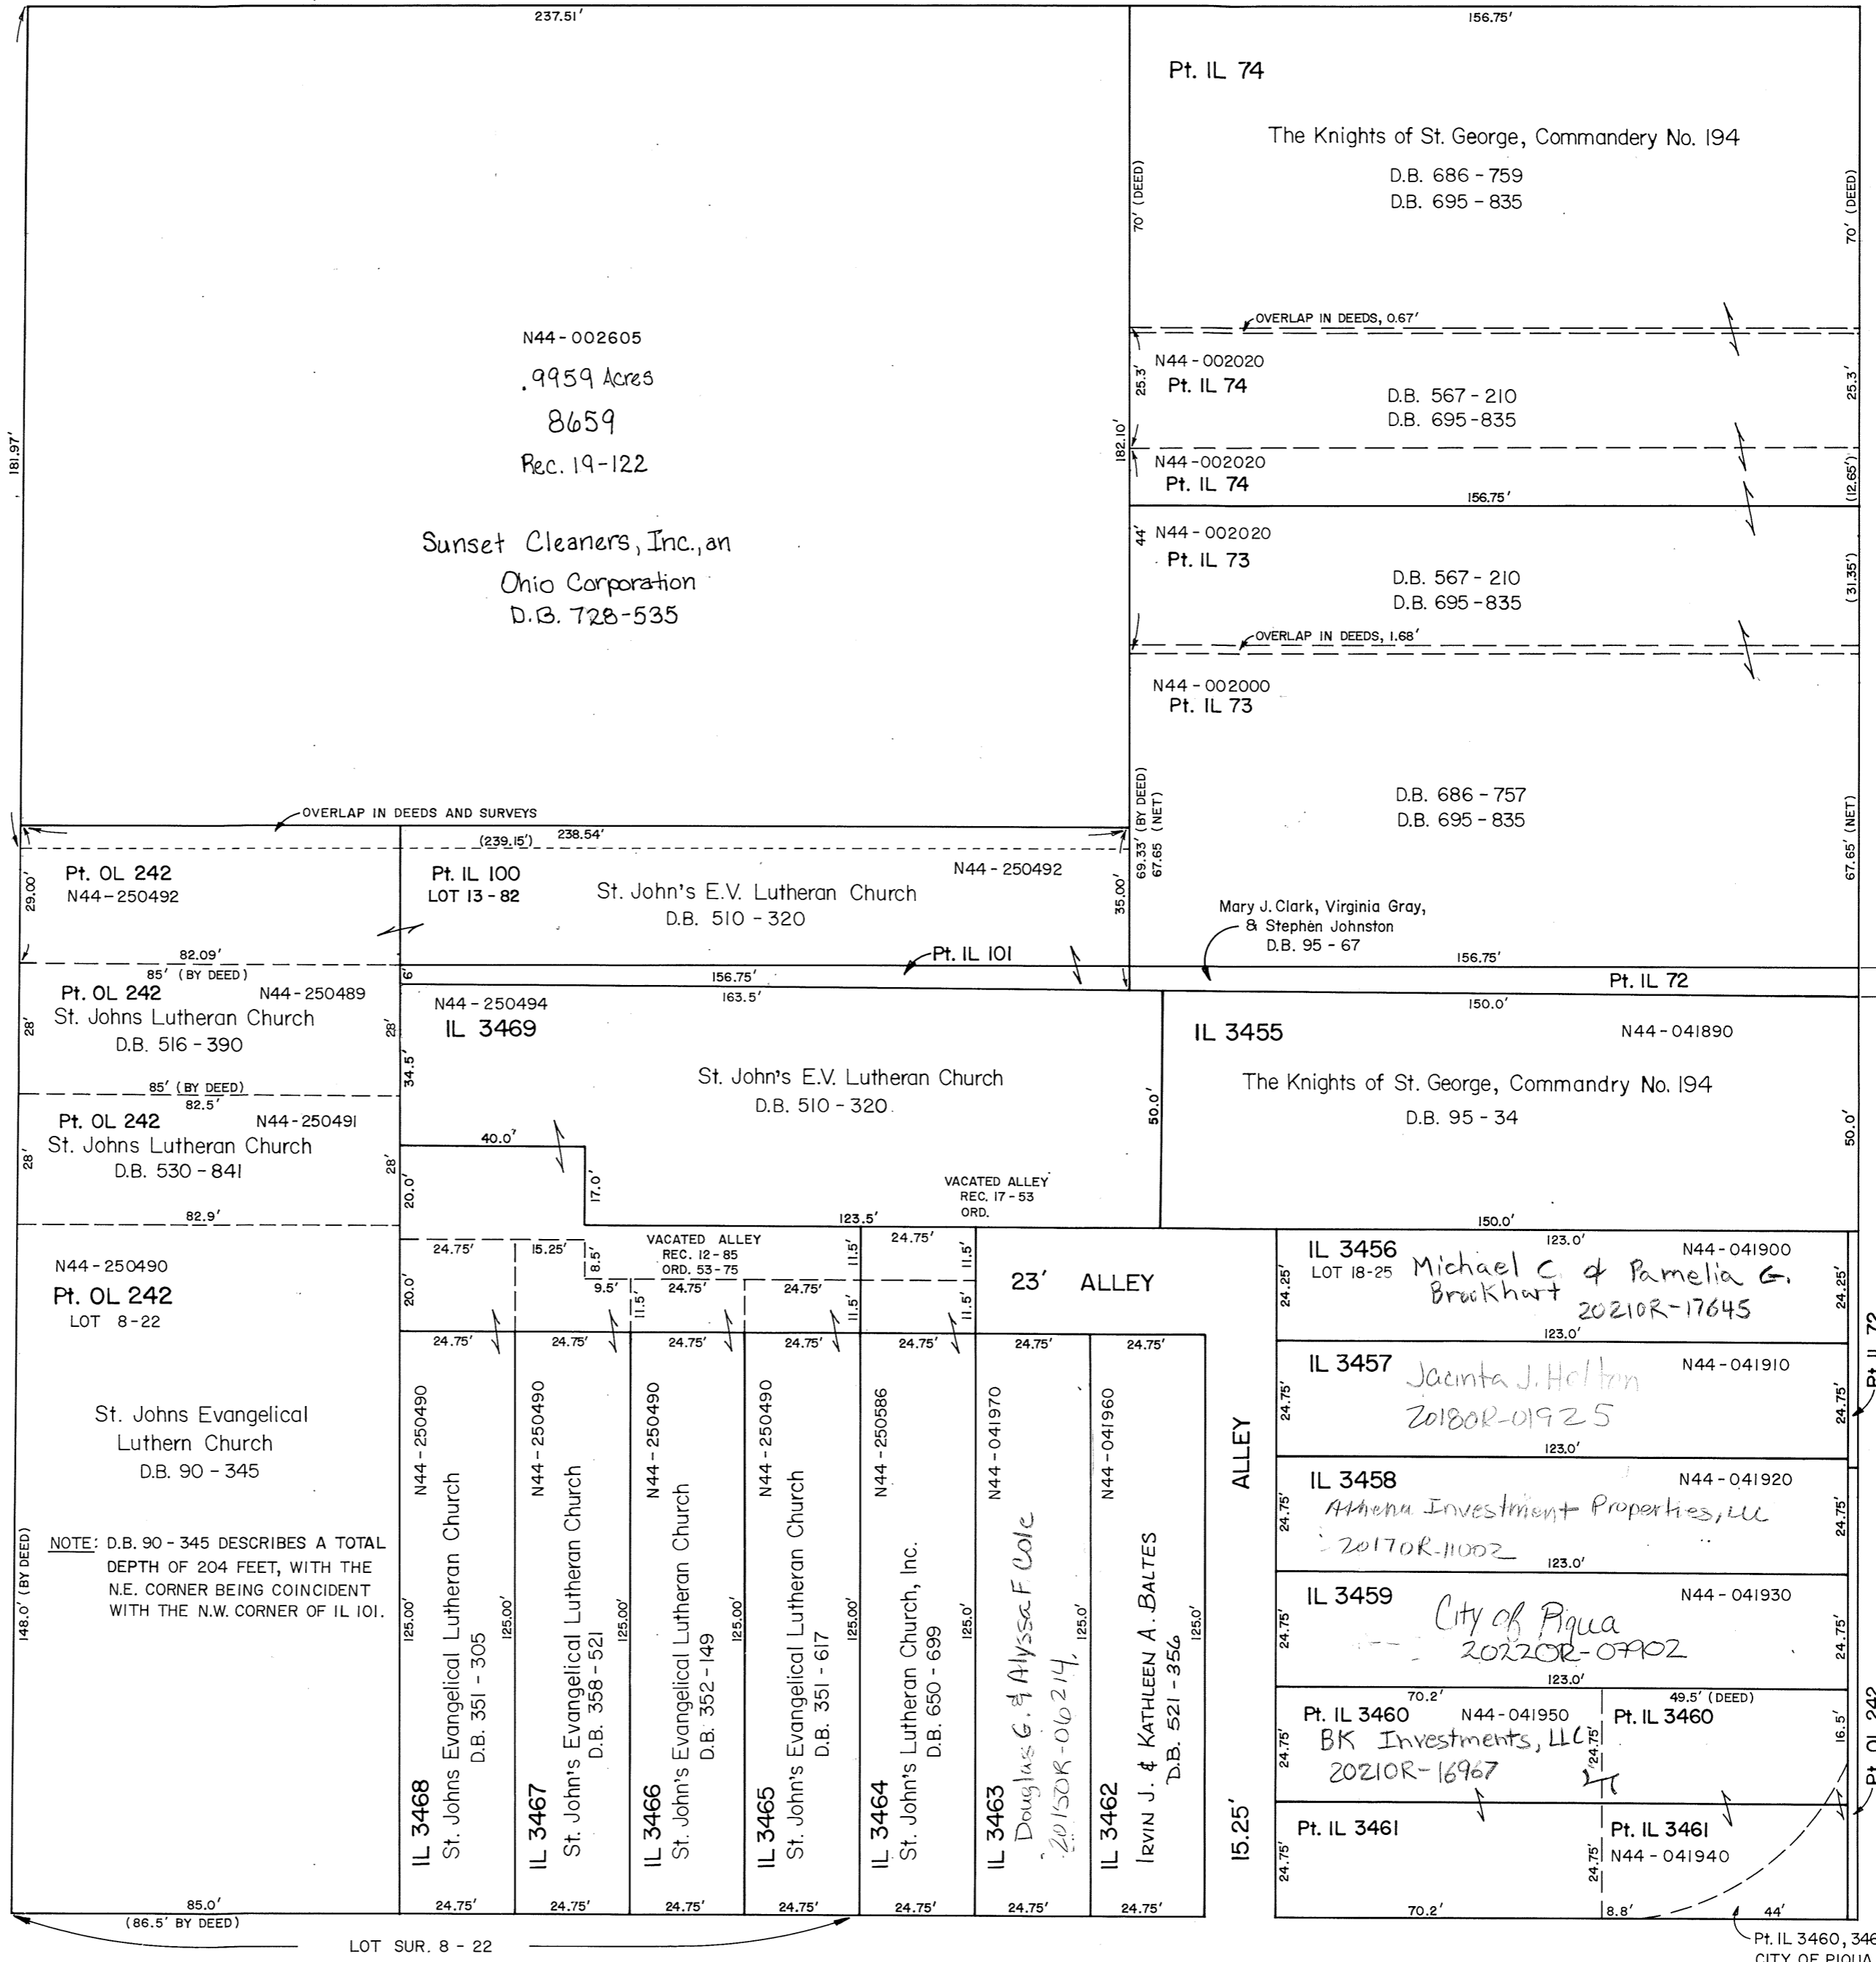 237.51'
156.75'
181.97'
182.10'
N44-002605
.9959 Acres
8659
Rec. 19-122
Sunset Cleaners, Inc., an
Ohio Corporation
D.B. 728-535
Pt. IL 74
The Knights of St. George, Commandery No. 194
D.B. 686-759
D.B. 695-835
70' (DEED)
70' (DEED)
OVERLAP IN DEEDS, 0.67'
N44-002020
Pt. IL 74
D.B. 567-210
D.B. 695-835
25.3'
25.3'
N44-002020
Pt. IL 74
(12.65')
156.75'
N44-002020
Pt. IL 73
D.B. 567-210
D.B. 695-835
44'
(31.35')
OVERLAP IN DEEDS, 1.68'
N44-002000
Pt. IL 73
D.B. 686-757
D.B. 695-835
69.33' (BY DEED)
67.65 (NET)
67.65' (NET)
Mary J. Clark, Virginia Gray,
& Stephen Johnston
D.B. 95-67
156.75'
Pt. IL 72
OVERLAP IN DEEDS AND SURVEYS
238.54'
(239.15')
Pt. OL 242
N44-250492
29.00'
82.09'
Pt. IL 100
LOT 13-82
St. John's E.V. Lutheran Church
D.B. 510-320
N44-250492
35.00'
Pt. IL 101
6'
156.75'
85' (BY DEED)
Pt. OL 242 N44-250489
St. Johns Lutheran Church
D.B. 516-390
28'
28'
85' (BY DEED)
82.5'
Pt. OL 242 N44-250491
St. Johns Lutheran Church
D.B. 530-841
28'
28'
82.9'
163.5'
N44-250494
IL 3469
St. John's E.V. Lutheran Church
D.B. 510-320
34.5'
40.0'
20.0'
17.0'
50.0'
123.5'
VACATED ALLEY
REC. 17-53
ORD.
150.0'
IL 3455
N44-041890
The Knights of St. George, Commandry No. 194
D.B. 95-34
50.0'
150.0'
N44-250490
Pt. OL 242
LOT 8-22
St. Johns Evangelical
Luthern Church
D.B. 90-345
NOTE: D.B. 90-345 DESCRIBES A TOTAL
DEPTH OF 204 FEET, WITH THE
N.E. CORNER BEING COINCIDENT
WITH THE N.W. CORNER OF IL 101.
148.0' (BY DEED)
85.0'
(86.5' BY DEED)
LOT SUR. 8-22
24.75'
15.25'
8.5'
VACATED ALLEY
REC. 12-85
ORD. 53-75
11.5'
24.75'
11.5'
20.0'
9.5'
11.5'
24.75'
24.75'
11.5'
11.5'
23' ALLEY
24.75'
24.75'
24.75'
24.75'
24.75'
24.75'
24.75'
N44-250490
IL 3468
St. Johns Evangelical Lutheran Church
D.B. 351-305
125.00'
125.00'
N44-250490
IL 3467
St. John's Evangelical Lutheran Church
D.B. 358-521
125.00'
N44-250490
IL 3466
St. John's Evangelical Lutheran Church
D.B. 352-149
125.00'
N44-250490
IL 3465
St. John's Evangelical Lutheran Church
D.B. 351-617
125.00'
N44-250586
IL 3464
St. John's Lutheran Church, Inc.
D.B. 650-699
125.0'
N44-041970
IL 3463
Douglas G. & Alyssa F. Cole
2015OR-06214
125.0'
N44-041960
IL 3462
IRVIN J. & KATHLEEN A. BALTES
D.B. 521-356
125.0'
24.75'
24.75'
24.75'
24.75'
24.75'
24.75'
24.75'
ALLEY
15.25'
123.0'
IL 3456
LOT 18-25
N44-041900
Michael C & Pamelia G.
Brookhart
2021OR-17645
24.25'
24.25'
123.0'
IL 3457
N44-041910
Jacinta J. Holton
2018OR-01925
24.75'
24.75'
123.0'
IL 3458
N44-041920
Athena Investment Properties, LLC
2017OR-11002
24.75'
24.75'
123.0'
IL 3459
N44-041930
City of Piqua
2022OR-07902
24.75'
24.75'
123.0'
70.2'
49.5' (DEED)
Pt. IL 3460 N44-041950
BK Investments, LLC
2021OR-16967
24.75'
24.75'
Pt. IL 3460
16.5'
Pt. IL 3461
24.75'
24.75'
Pt. IL 3461
N44-041940
70.2'
8.8'
44'
Pt. IL 72
Pt. OL 242
Pt. IL 3460, 346
CITY OF PIQUA